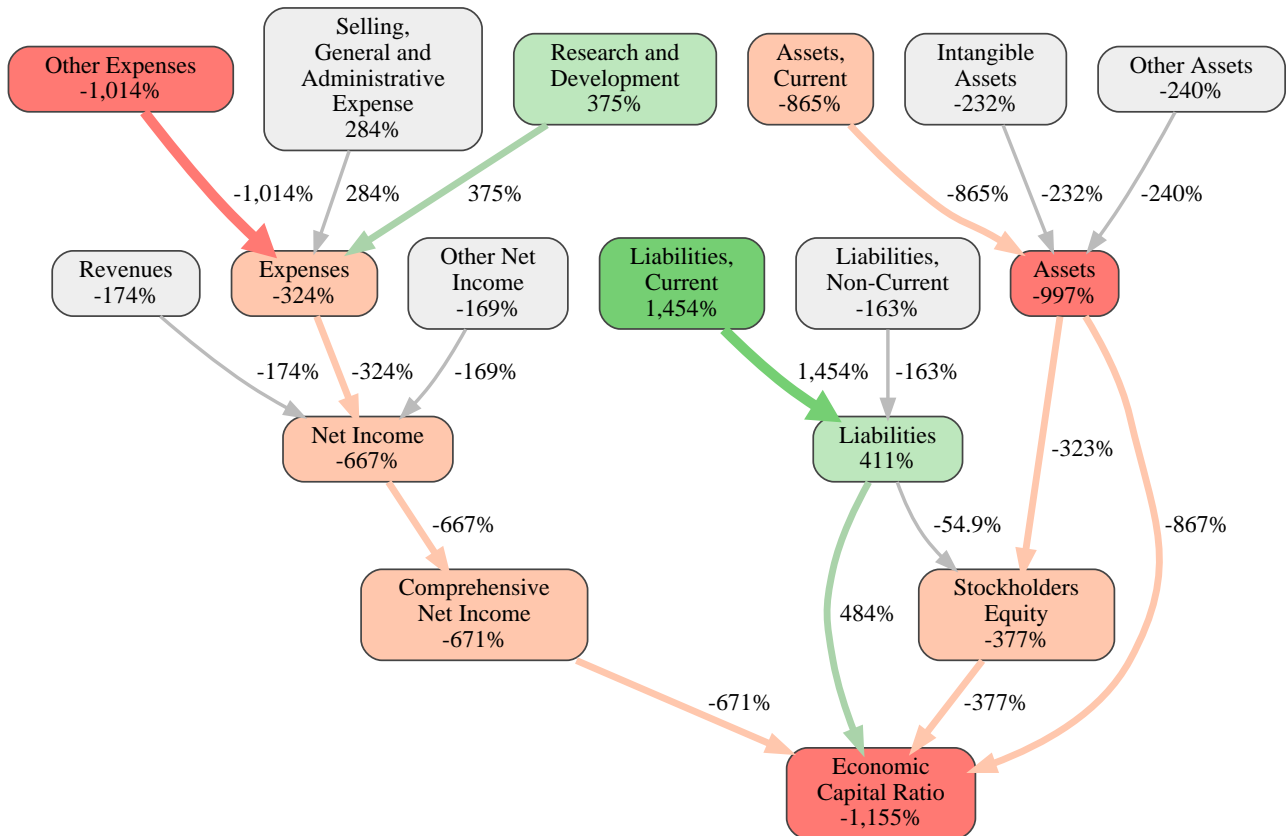 Other Expenses
-1,014%
Selling,
General and
Administrative
Expense
284%
Research and
Development
375%
Assets,
Current
-865%
Intangible
Assets
-232%
Other Assets
-240%
-1,014%
284%
375%
-865%
-232%
-240%
Revenues
-174%
Expenses
-324%
Other Net
Income
-169%
Liabilities,
Current
1,454%
Liabilities,
Non-Current
-163%
Assets
-997%
-174%
-324%
-169%
1,454%
-163%
Net Income
-667%
Liabilities
411%
-323%
-667%
-54.9%
-867%
Comprehensive
Net Income
-671%
484%
Stockholders
Equity
-377%
-671%
-377%
Economic
Capital Ratio
-1,155%